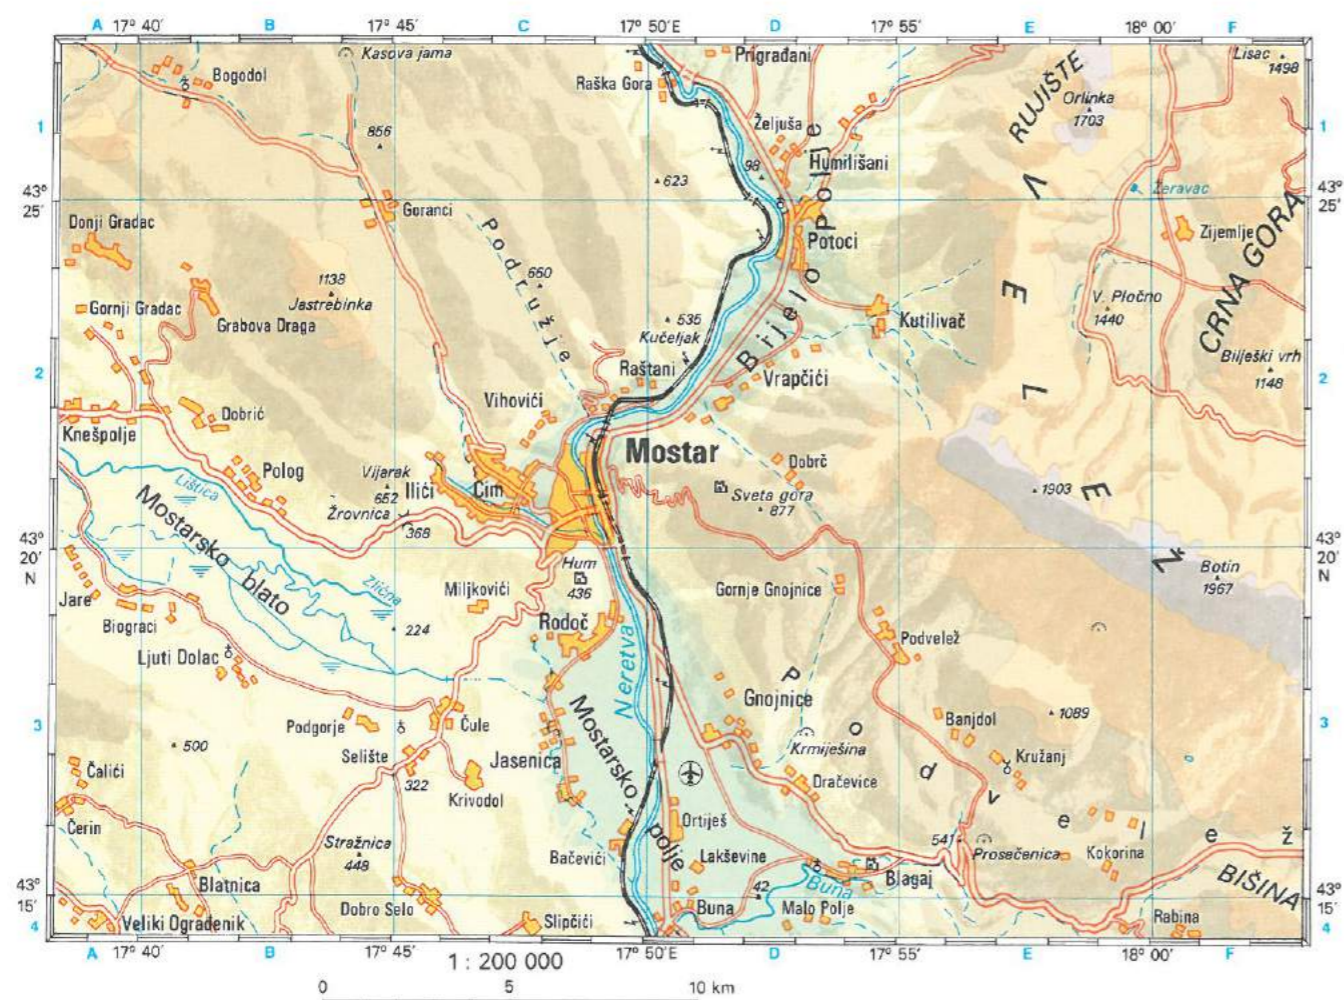 A 17° 40' B 17° 45' C 17° 50' D 17° 55' E 18° 00' F
Kasova jama
Bogodol
Prigrađani
Raška Gora
RUJIŠTE
Lisac
1498
Orlinka
1703
1
1
856
Željuša
98
Humilišani
623
43°
25'
43°
25'
Žeravac
Goranci
Donji Gradac
Podružje
Bijelo Polje
Potoci
Zijemlje
CRNA GORA
VELEŽ
660
1138
Jastrebinka
Gornji Gradac
Grabova Draga
535
Kučeljak
Kutilivač
V. Pločno
1440
Bilješki vrh
1148
2
2
Raštani
Vrapčići
Vihovići
Dobrić
Knešpolje
Mostar
Polog
Vijarak
652
Ilići
Cim
Dobrč
Lištica
Žrovnica
368
Sveta gora
877
1903
Mostarsko blato
43°
20'
N
43°
20'
N
Hum
436
Botin
1967
Zlična
Miljkovići
Gornje Gnojnice
Jare
Biograci
224
Rodoč
Podvelež
Ljuti Dolac
Neretva
Podvelež
Gnojnice
Mostarsko polje
3
3
Podgorje
Čule
Banjdol
1089
500
Krmiješina
Kružanj
Selište
322
Jasenica
Čalići
Krivodol
Dračevice
Čerin
Ortiješ
Stražnica
448
541
Prosečenica
Kokorina
Bačevići
Lakševine
Blagaj
BIŠINA
Blatnica
Buna
43°
15'
43°
15'
42
Dobro Selo
Buna
Malo Polje
Veliki Ograđenik
Slipčići
Rabina
4
4
A 17° 40' B 17° 45' C 17° 50' D 17° 55' E 18° 00' F
1 : 200 000
0 5 10 km